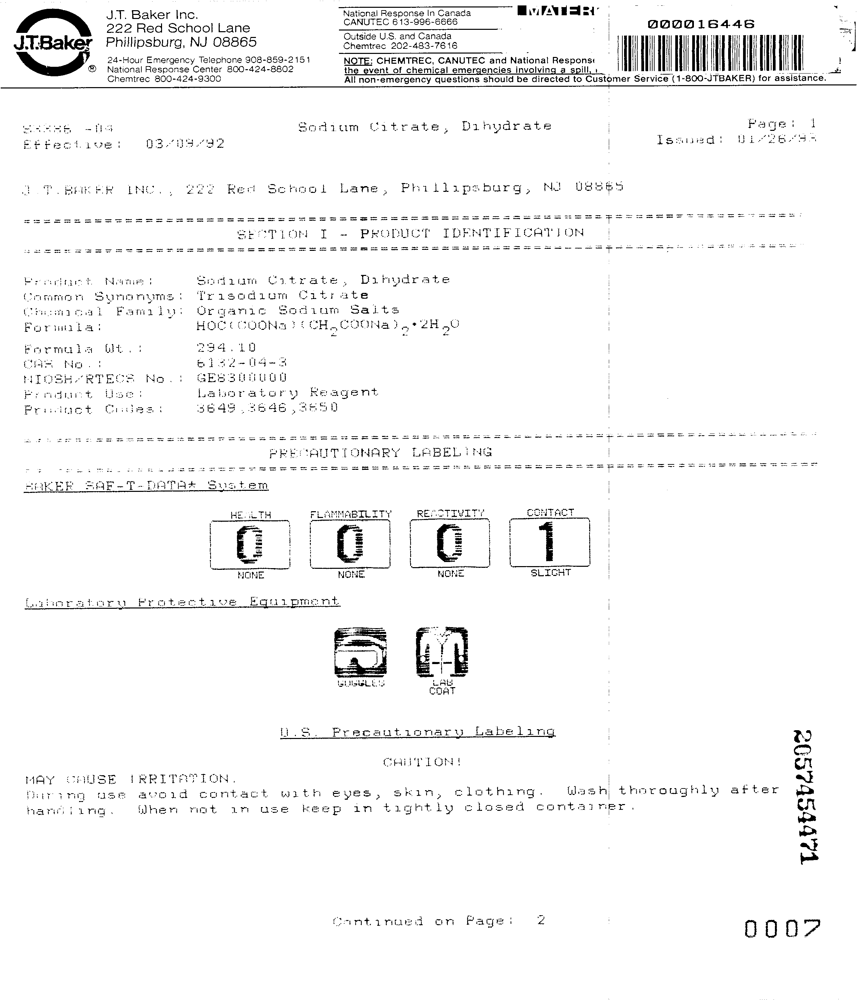 J.T.Baker
®
J.T. Baker Inc.
222 Red School Lane
Phillipsburg, NJ 08865
24-Hour Emergency Telephone 908-859-2151
National Response Center 800-424-8802
Chemtrec 800-424-9300
National Response In Canada
CANUTEC 613-996-6666
Outside U.S. and Canada
Chemtrec 202-483-7616
NOTE: CHEMTREC, CANUTEC and National Response
the event of chemical emergencies involving a spill,
All non-emergency questions should be directed to Customer Service (1-800-JTBAKER) for assistance.
MATER
000016446
-04 Sodium Citrate, Dihydrate Page: 1
Effective: 03/09/92 Issued: 01/26/93
J.T.BAKER INC., 222 Red School Lane, Phillipsburg, NJ 08865
SECTION I - PRODUCT IDENTIFICATION
Product Name: Sodium Citrate, Dihydrate
Common Synonyms: Trisodium Citrate
Chemical Family: Organic Sodium Salts
Formula: HOC(COONa)(CH2COONa)2•2H2O
Formula Wt.: 294.10
CAS No.: 6132-04-3
NIOSH/RTECS No.: GE8300000
Product Use: Laboratory Reagent
Product Codes: 3649,3646,3650
PRECAUTIONARY LABELING
BAKER SAF-T-DATA* System
HEALTH FLAMMABILITY REACTIVITY CONTACT
0 0 0 1
NONE NONE NONE SLIGHT
Laboratory Protective Equipment
GOGGLES LAB
COAT
U.S. Precautionary Labeling
CAUTION!
MAY CAUSE IRRITATION.
During use avoid contact with eyes, skin, clothing. Wash thoroughly after
handling. When not in use keep in tightly closed container.
2057454471
Continued on Page: 2
0007